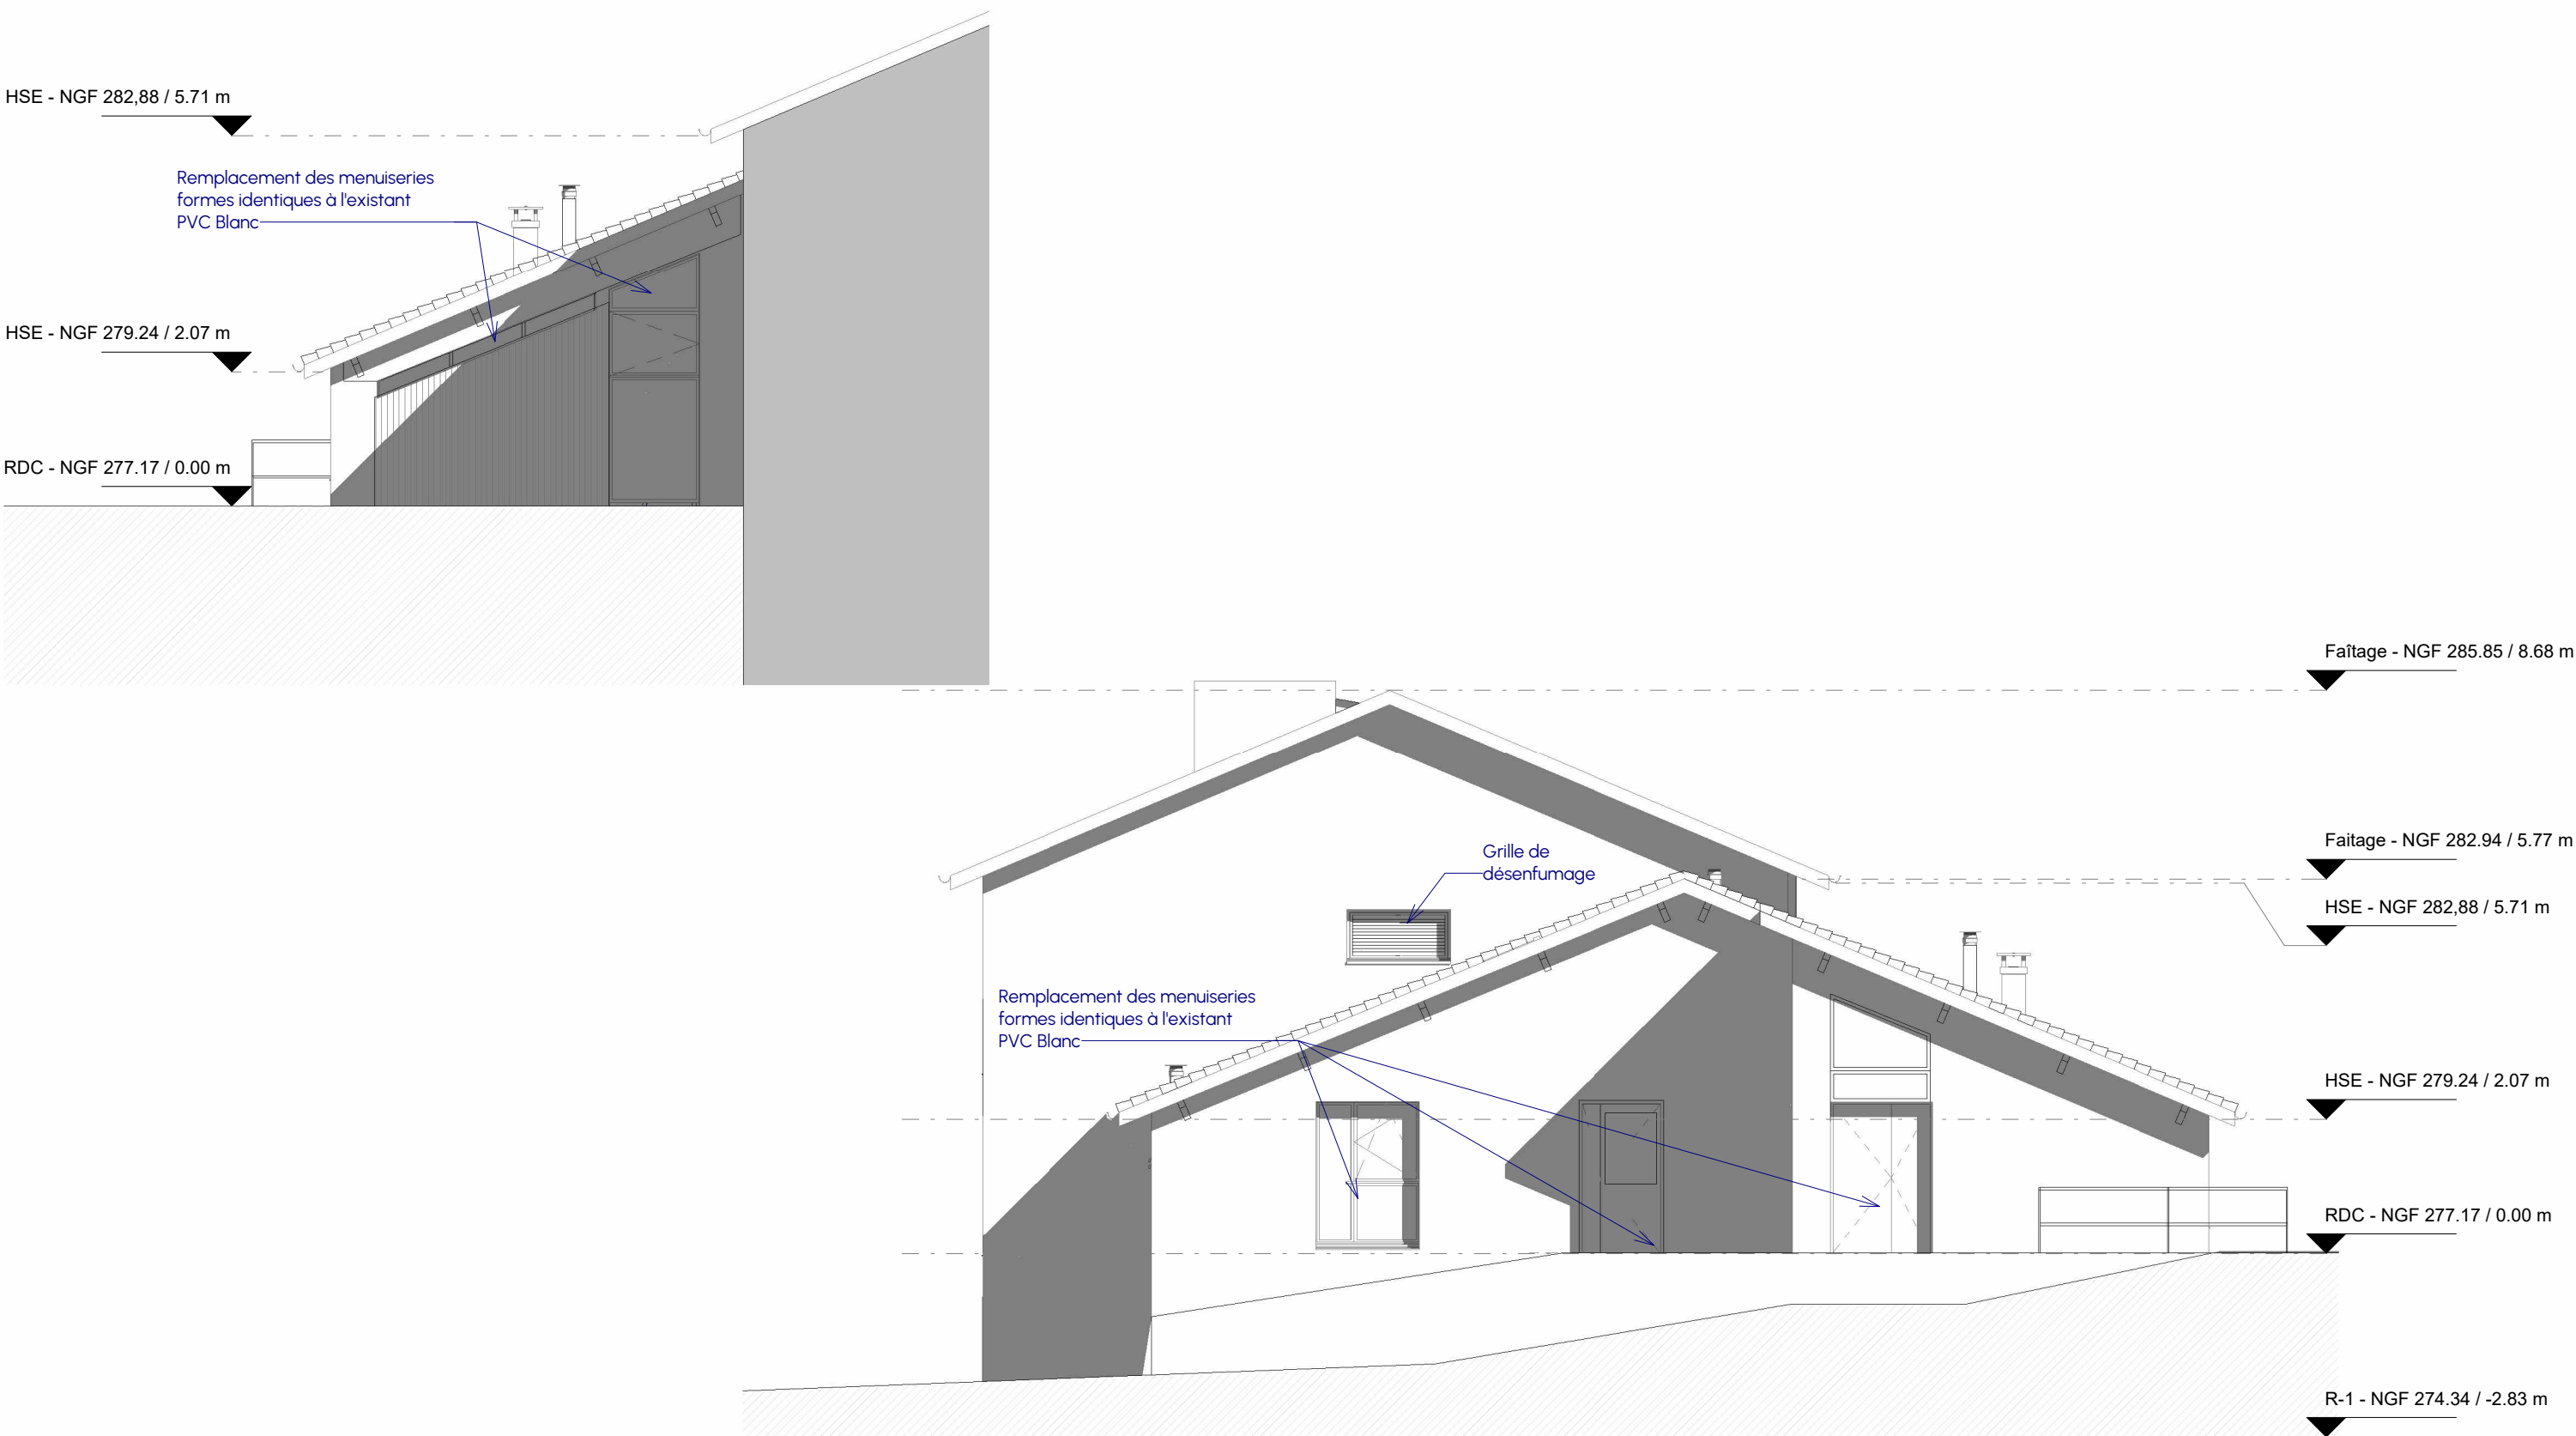 HSE - NGF 282,88 / 5.71 m
Remplacement des menuiseries
formes identiques à l'existant
PVC Blanc
HSE - NGF 279.24 / 2.07 m
RDC - NGF 277.17 / 0.00 m
Faîtage - NGF 285.85 / 8.68 m
Faitage - NGF 282.94 / 5.77 m
Grille de
désenfumage
HSE - NGF 282,88 / 5.71 m
Remplacement des menuiseries
formes identiques à l'existant
PVC Blanc
HSE - NGF 279.24 / 2.07 m
RDC - NGF 277.17 / 0.00 m
R-1 - NGF 274.34 / -2.83 m